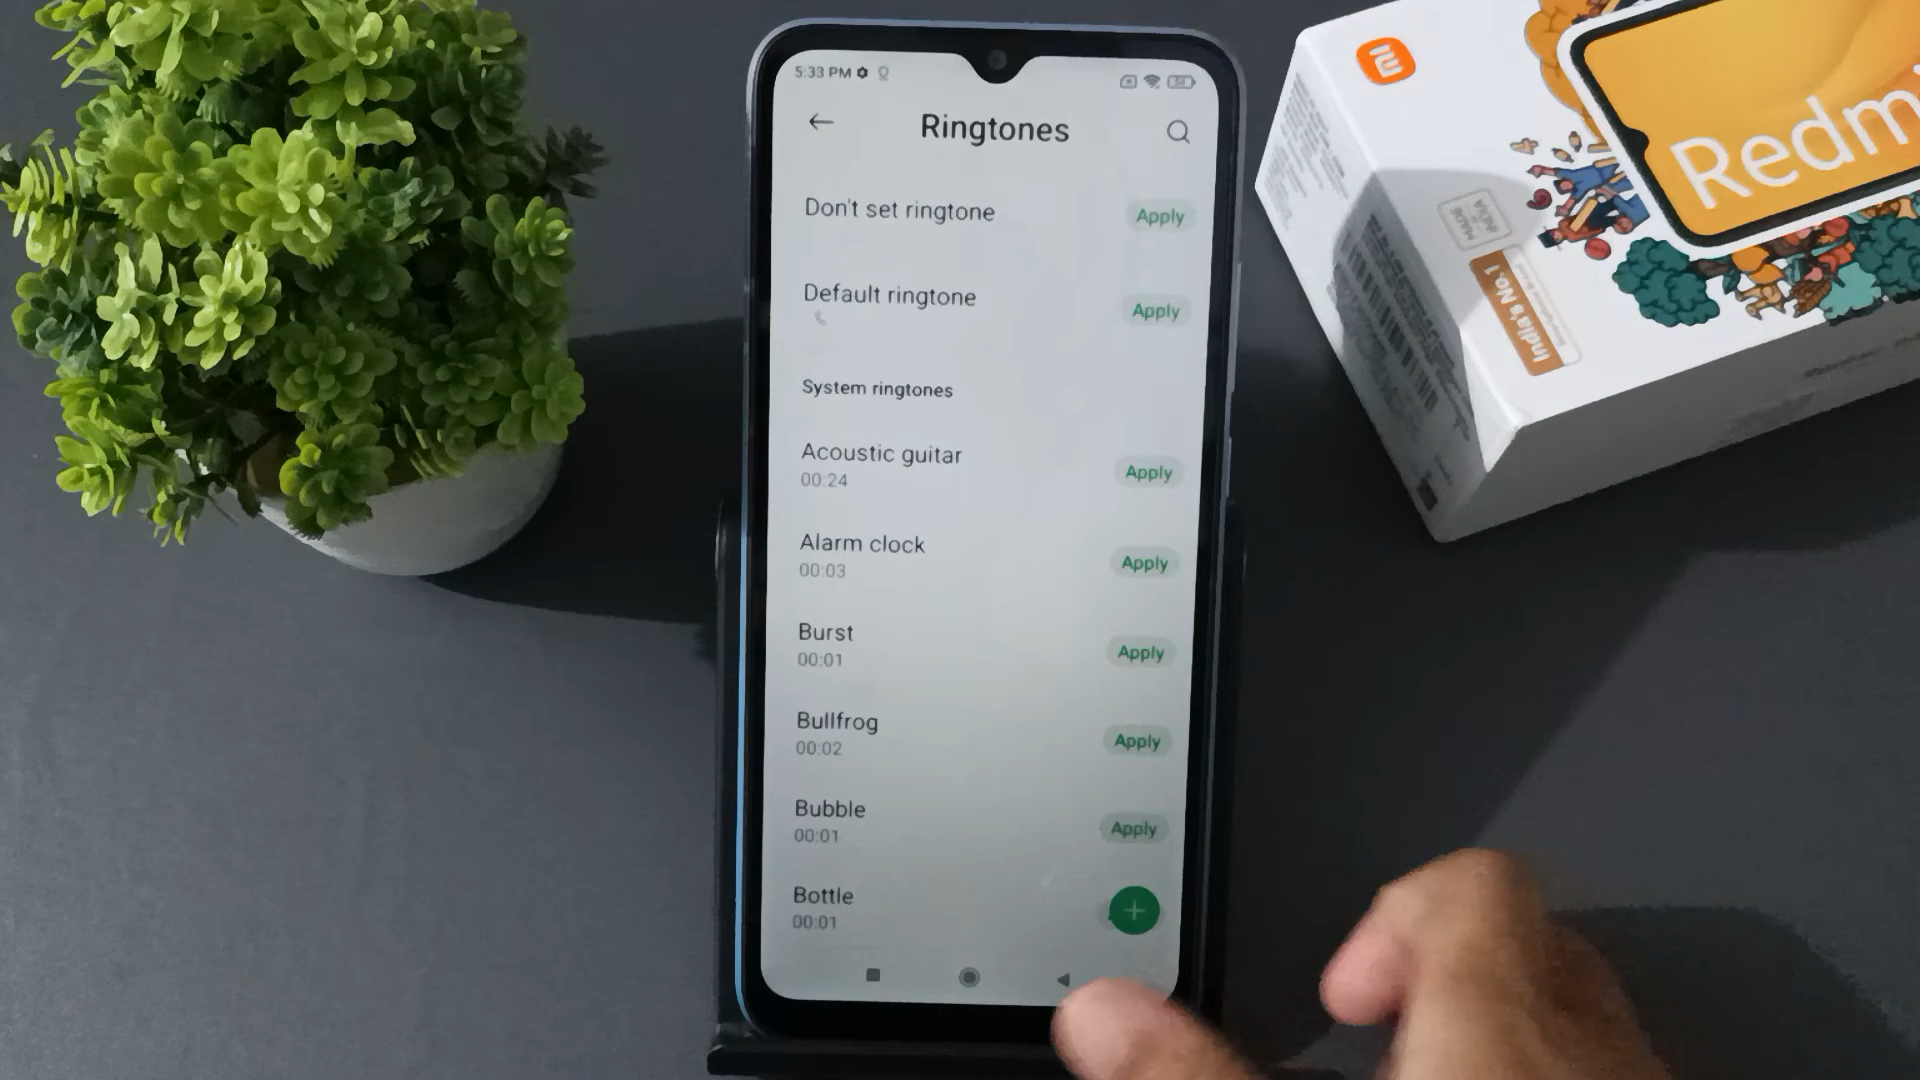 5:33 PM
Ringtones
Don't set ringtone
Apply
Default ringtone
Apply
System ringtones
Acoustic guitar
00:24
Apply
Alarm clock
00:03
Apply
Burst
00:01
Apply
Bullfrog
00:02
Apply
Bubble
00:01
Apply
Bottle
00:01
Redmi
MADE
INDIA
India's No.1